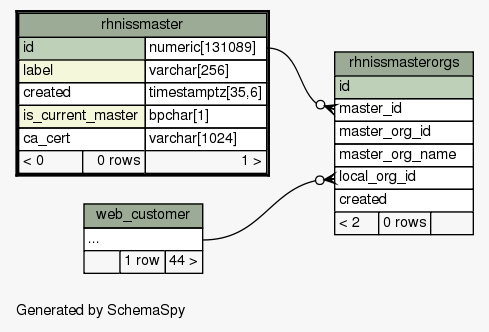 rhnissmaster
id numeric[131089]
label varchar[256]
created timestamptz[35,6]
is_current_master bpchar[1]
ca_cert varchar[1024]
< 0 0 rows 1 >
rhnissmasterorgs
id
master_id
master_org_id
master_org_name
local_org_id
created
< 2 0 rows
web_customer
...
1 row 44 >
Generated by SchemaSpy